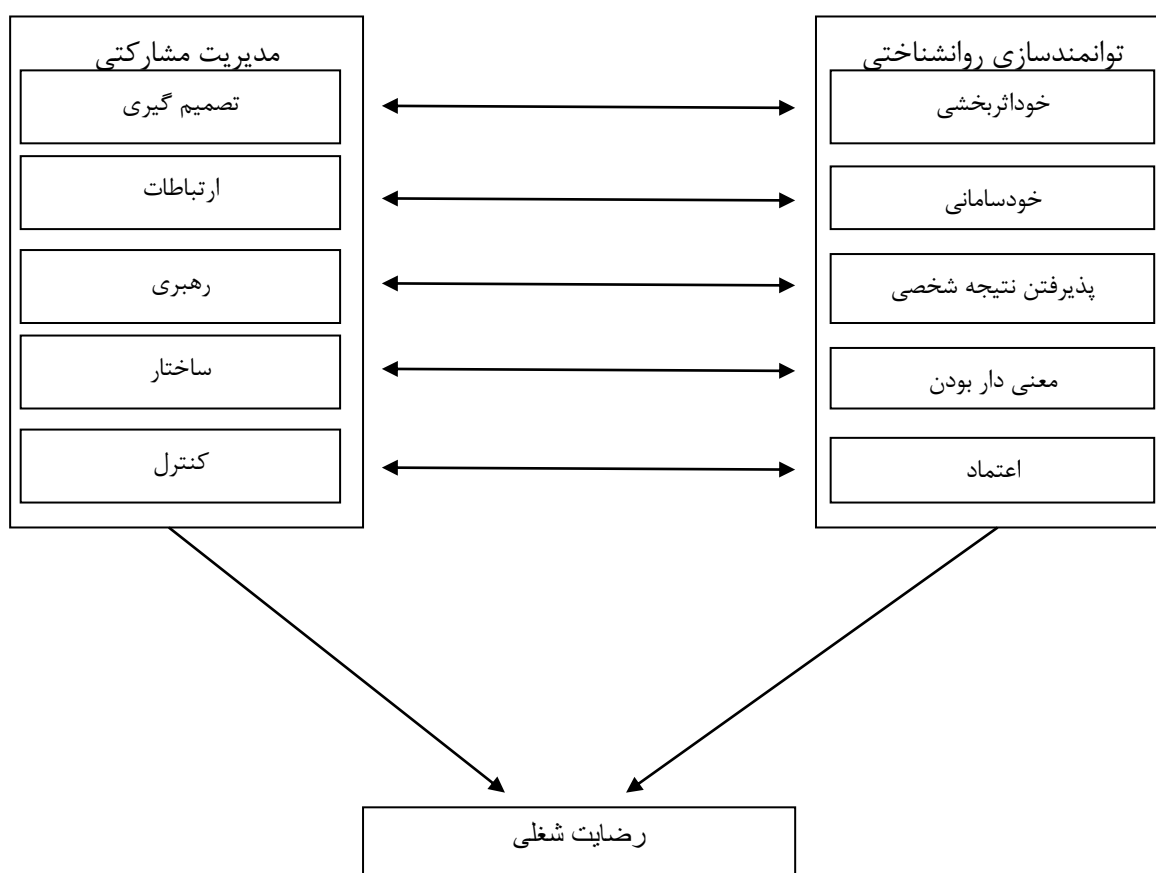 توانمندسازی روانشناختی
خوداثربخشی
خودسامانی
پذیرفتن نتیجه شخصی
معنی دار بودن
اعتماد
مدیریت مشارکتی
تصمیم گیری
ارتباطات
رهبری
ساختار
کنترل
رضایت شغلی